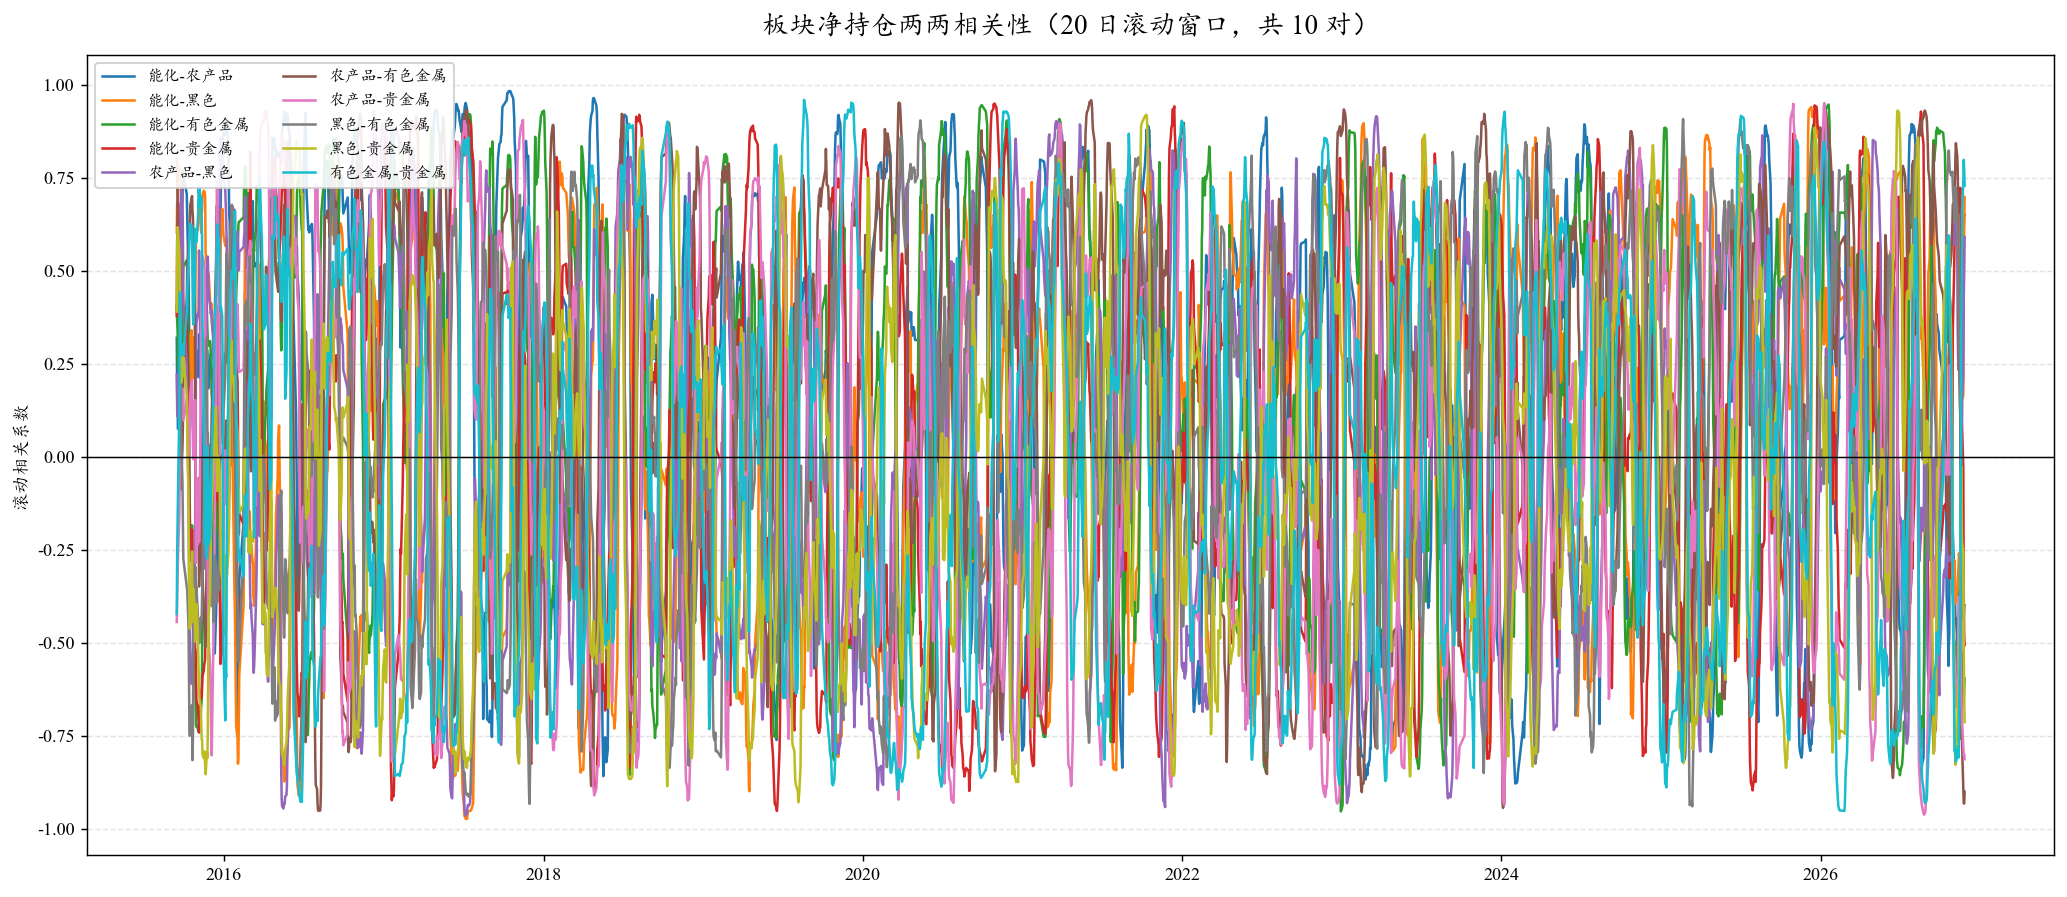 板块净持仓两两相关性（20 日滚动窗口，共 10 对）
能化-农产品
能化-黑色
能化-有色金属
能化-贵金属
农产品-黑色
农产品-有色金属
农产品-贵金属
黑色-有色金属
黑色-贵金属
有色金属-贵金属
滚动相关系数
1.00
0.75
0.50
0.25
0.00
-0.25
-0.50
-0.75
-1.00
2016
2018
2020
2022
2024
2026